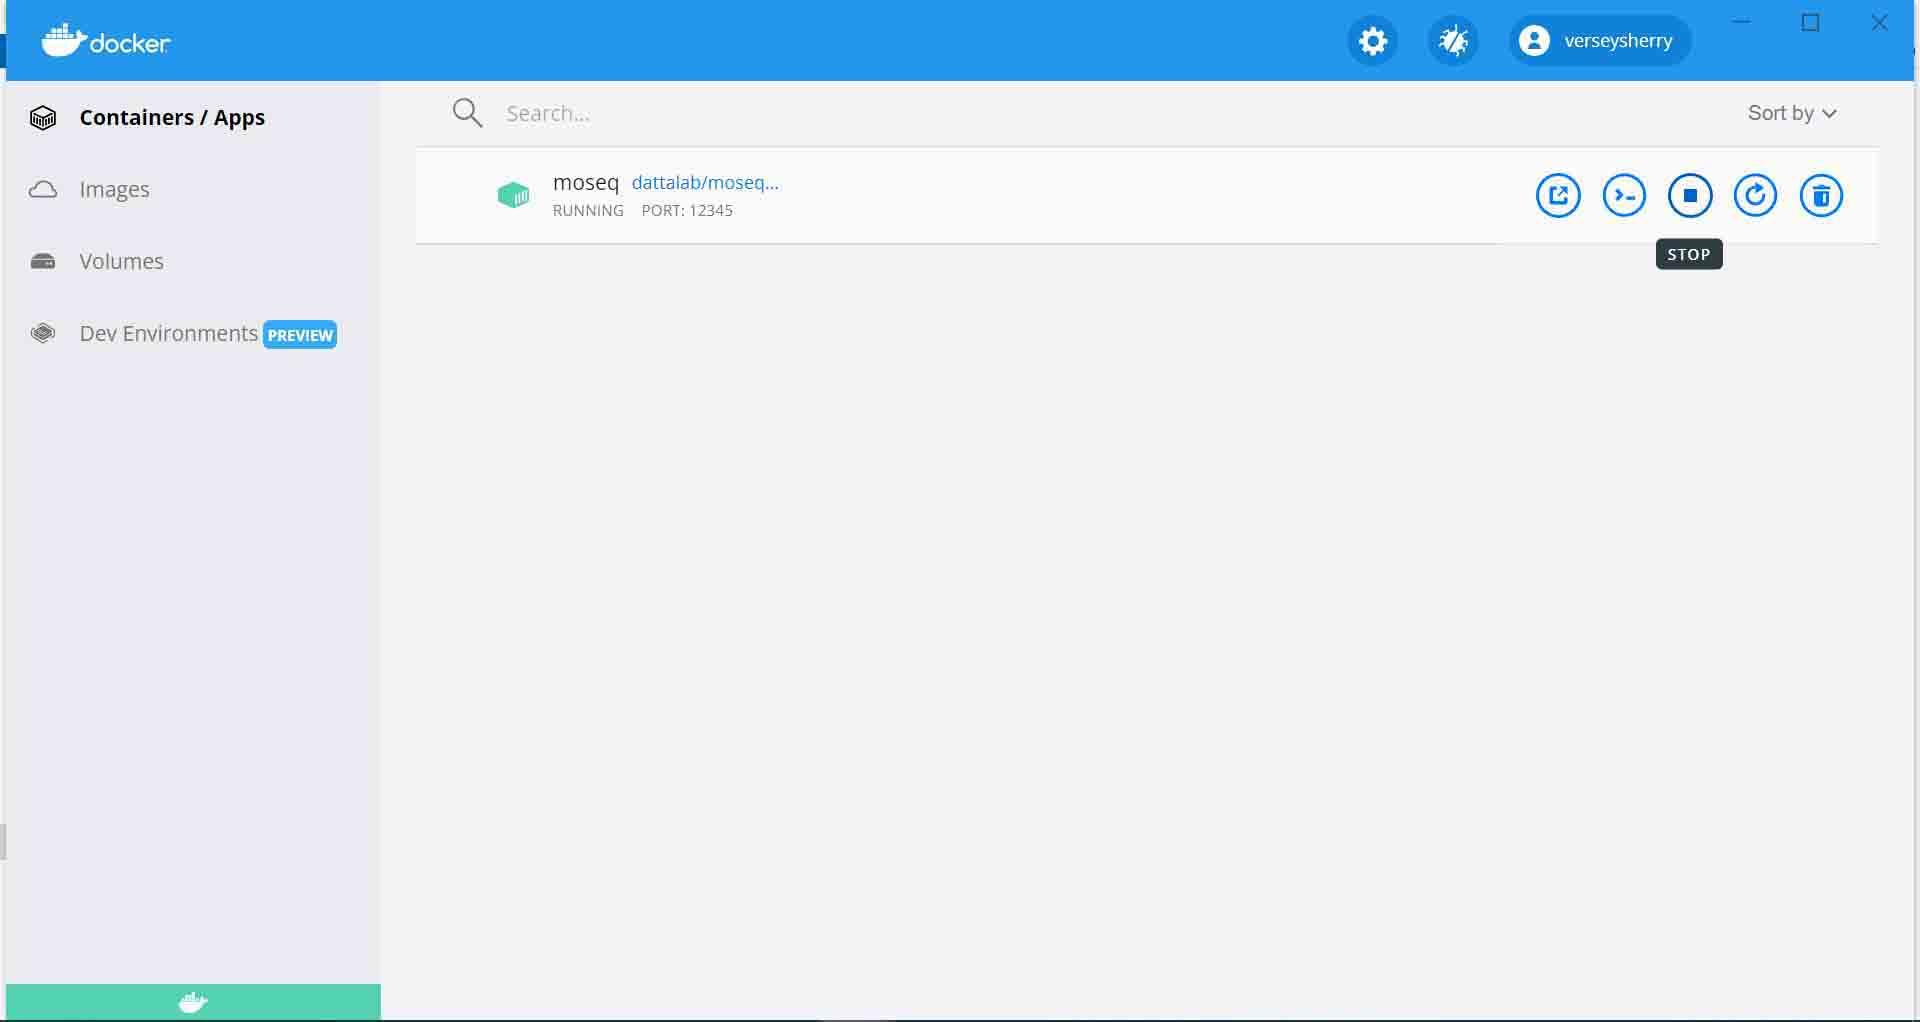 docker
verseysherry
Containers / Apps
Images
Volumes
Dev Environments PREVIEW
Search...
Sort by
moseq dattalab/moseq...
RUNNING PORT: 12345
STOP